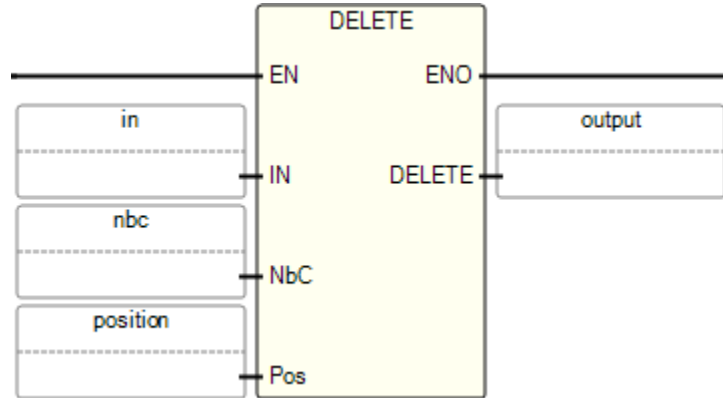 DELETE
EN ENO
in output
IN DELETE
nbc
NbC
position
Pos